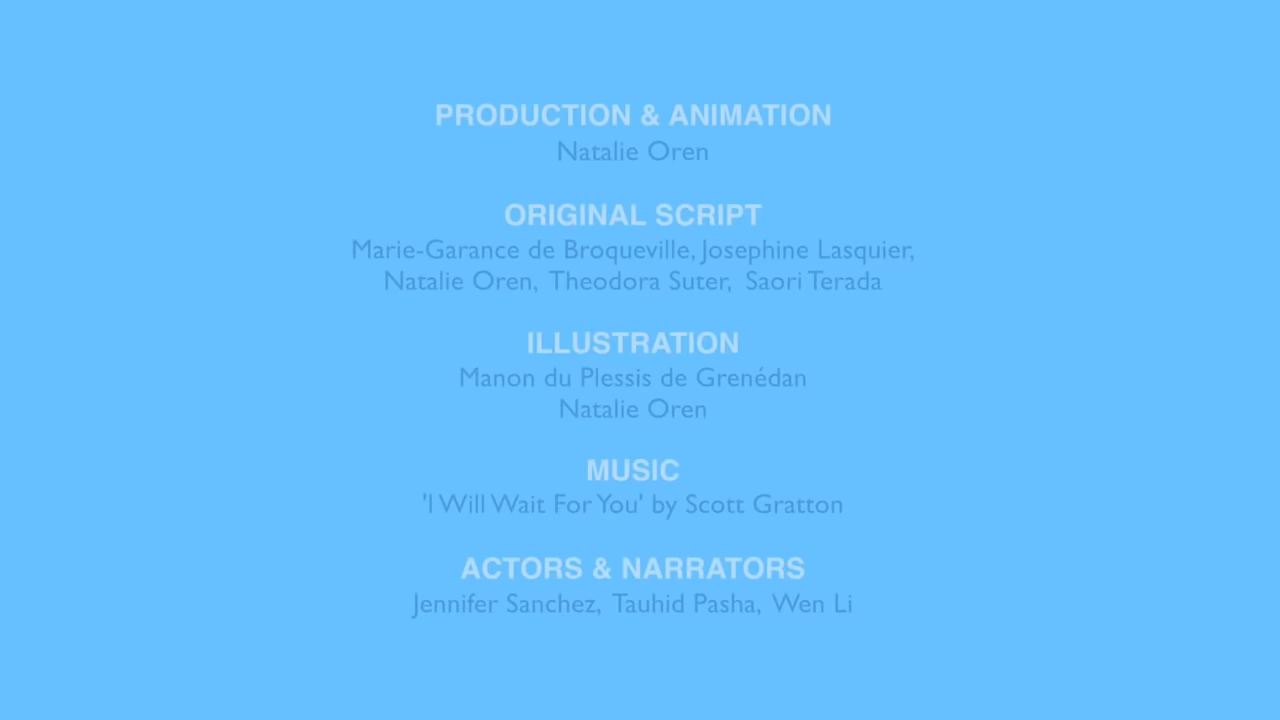 PRODUCTION & ANIMATION
Natalie Oren
ORIGINAL SCRIPT
Marie-Garance de Broqueville, Josephine Lasquier,
Natalie Oren, Theodora Suter, Saori Terada
ILLUSTRATION
Manon du Plessis de Grenédan
Natalie Oren
MUSIC
'I Will Wait For You' by Scott Gratton
ACTORS & NARRATORS
Jennifer Sanchez, Tauhid Pasha, Wen Li